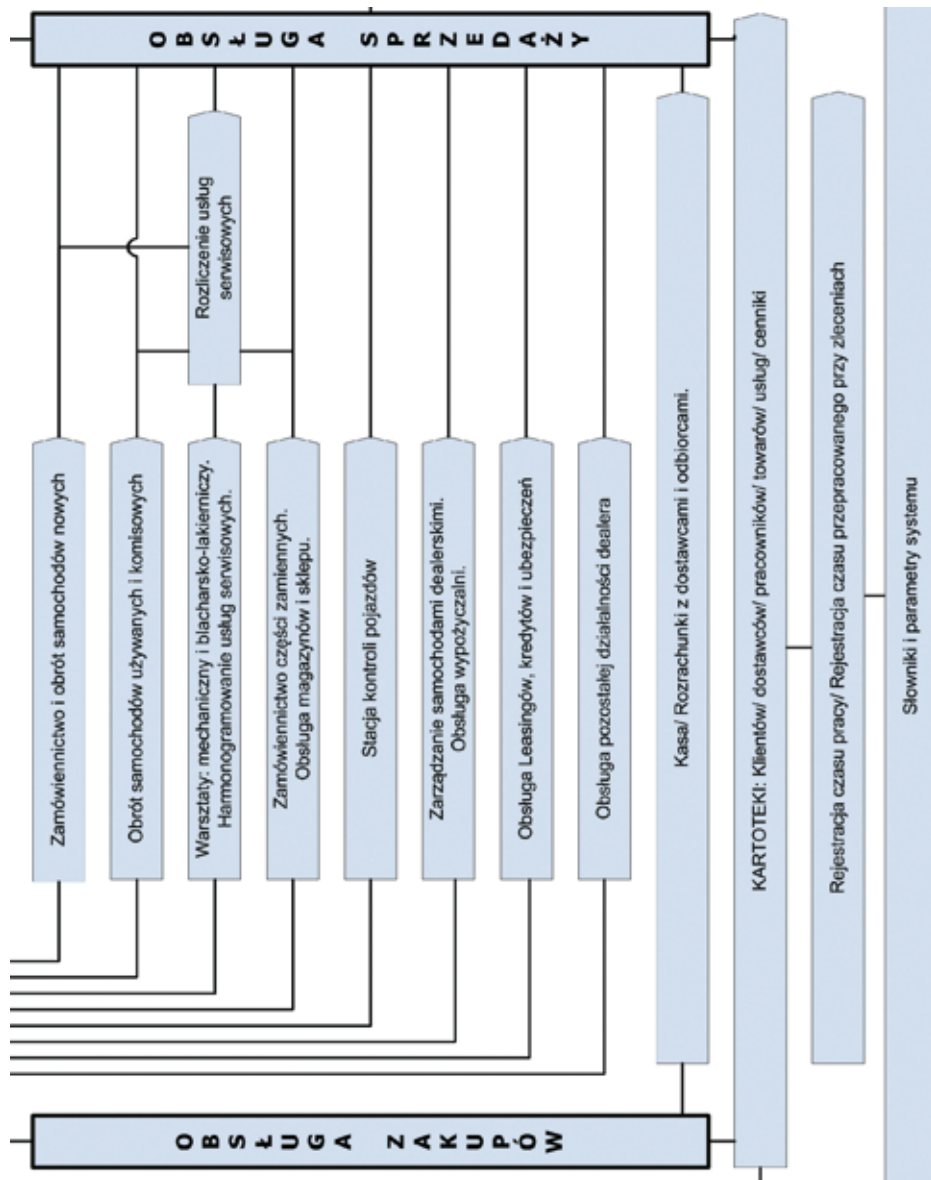 OBSŁUGA SPRZEDAŻY
Rozliczenie usług
serwisowych
Zamówiennictwo i obrót samochodów nowych
Obrót samochodów używanych i komisowych
Warsztaty: mechaniczny i blacharsko-lakierniczy.
Harmonogramowanie usług serwisowych.
Zamówiennictwo części zamiennych.
Obsługa magazynów i sklepu.
Stacja kontroli pojazdów
Zarządzanie samochodami dealerskimi.
Obsługa wypożyczalni.
Obsługa Leasingów, kredytów i ubezpieczeń
Obsługa pozostałej działalności dealera
Kasa/ Rozrachunki z dostawcami i odbiorcami.
KARTOTEKI: Klientów/ dostawców/ pracowników/ towarów/ usług/ cenniki
Rejestracja czasu pracy/ Rejestracja czasu przepracowanego przy zleceniach
Słowniki i parametry systemu
OBSŁUGA ZAKUPÓW